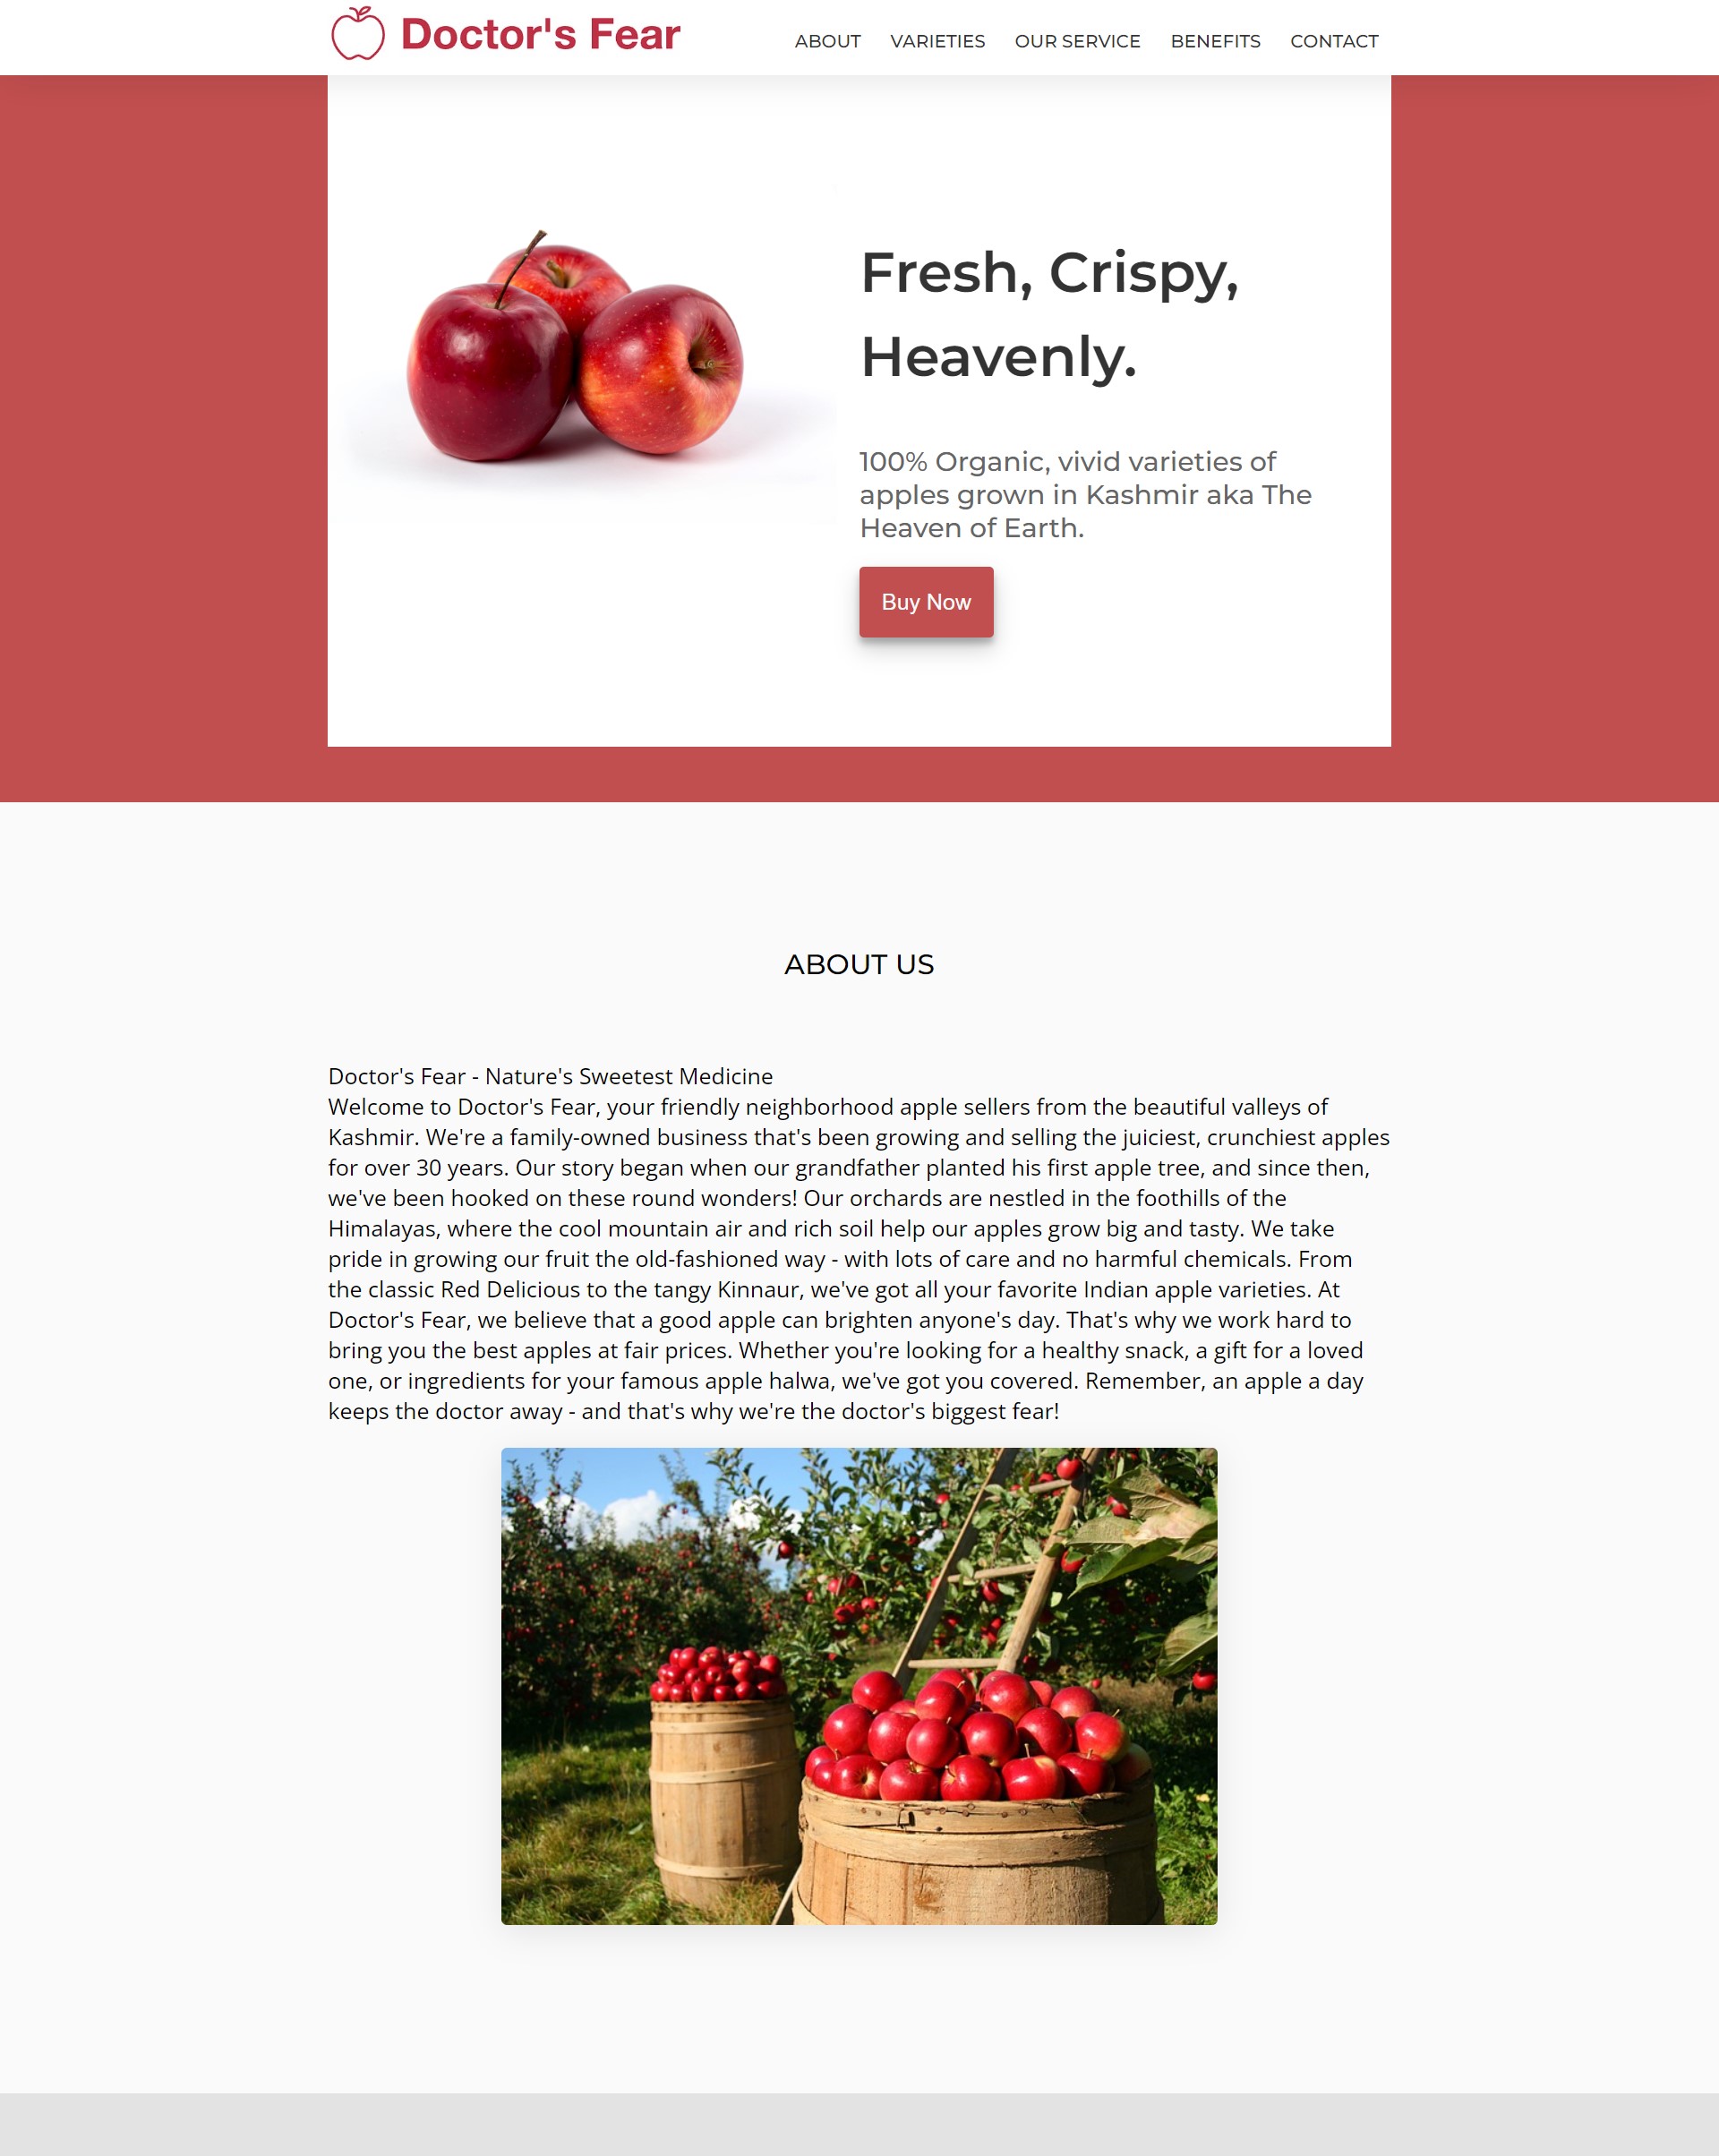 Doctor's Fear
ABOUT VARIETIES OUR SERVICE BENEFITS CONTACT
Fresh, Crispy,
Heavenly.
100% Organic, vivid varieties of
apples grown in Kashmir aka The
Heaven of Earth.
Buy Now
ABOUT US
Doctor's Fear - Nature's Sweetest Medicine
Welcome to Doctor's Fear, your friendly neighborhood apple sellers from the beautiful valleys of
Kashmir. We're a family-owned business that's been growing and selling the juiciest, crunchiest apples
for over 30 years. Our story began when our grandfather planted his first apple tree, and since then,
we've been hooked on these round wonders! Our orchards are nestled in the foothills of the
Himalayas, where the cool mountain air and rich soil help our apples grow big and tasty. We take
pride in growing our fruit the old-fashioned way - with lots of care and no harmful chemicals. From
the classic Red Delicious to the tangy Kinnaur, we've got all your favorite Indian apple varieties. At
Doctor's Fear, we believe that a good apple can brighten anyone's day. That's why we work hard to
bring you the best apples at fair prices. Whether you're looking for a healthy snack, a gift for a loved
one, or ingredients for your famous apple halwa, we've got you covered. Remember, an apple a day
keeps the doctor away - and that's why we're the doctor's biggest fear!